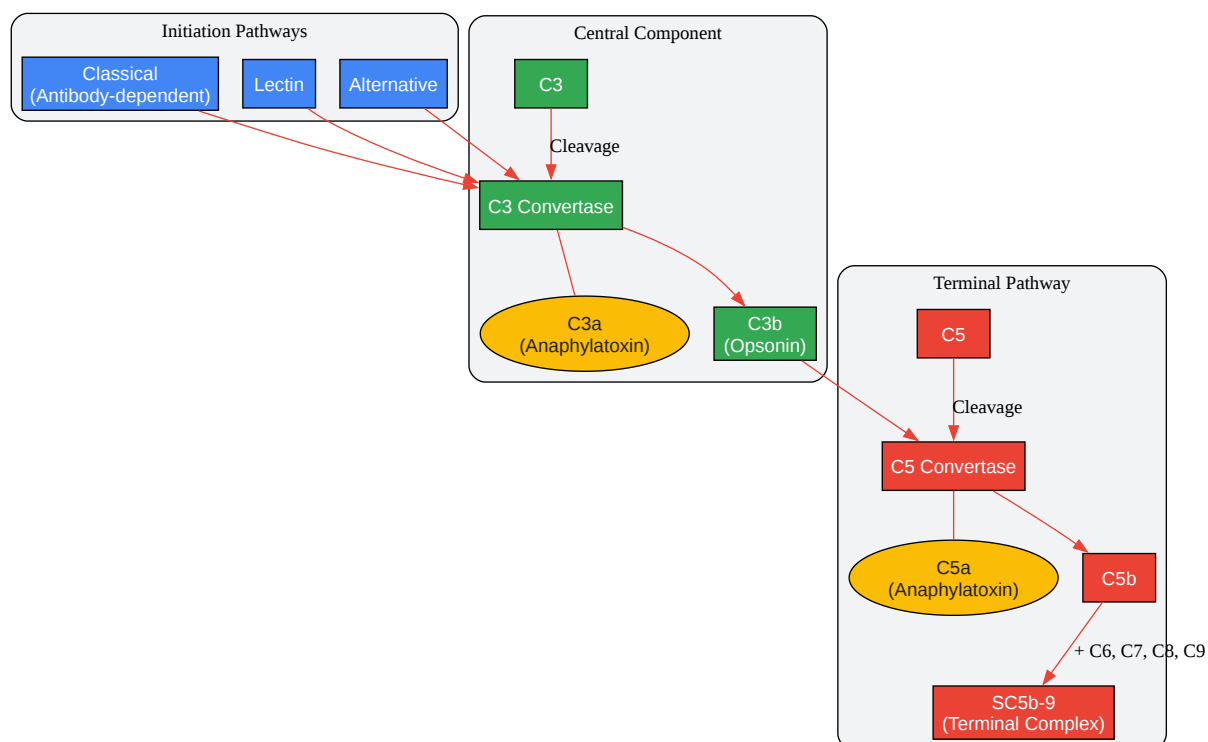 Initiation Pathways
Classical
(Antibody-dependent)
Lectin
Alternative
Central Component
C3
Cleavage
C3 Convertase
C3a
(Anaphylatoxin)
C3b
(Opsonin)
Terminal Pathway
C5
Cleavage
C5 Convertase
C5a
(Anaphylatoxin)
C5b
+ C6, C7, C8, C9
SC5b-9
(Terminal Complex)